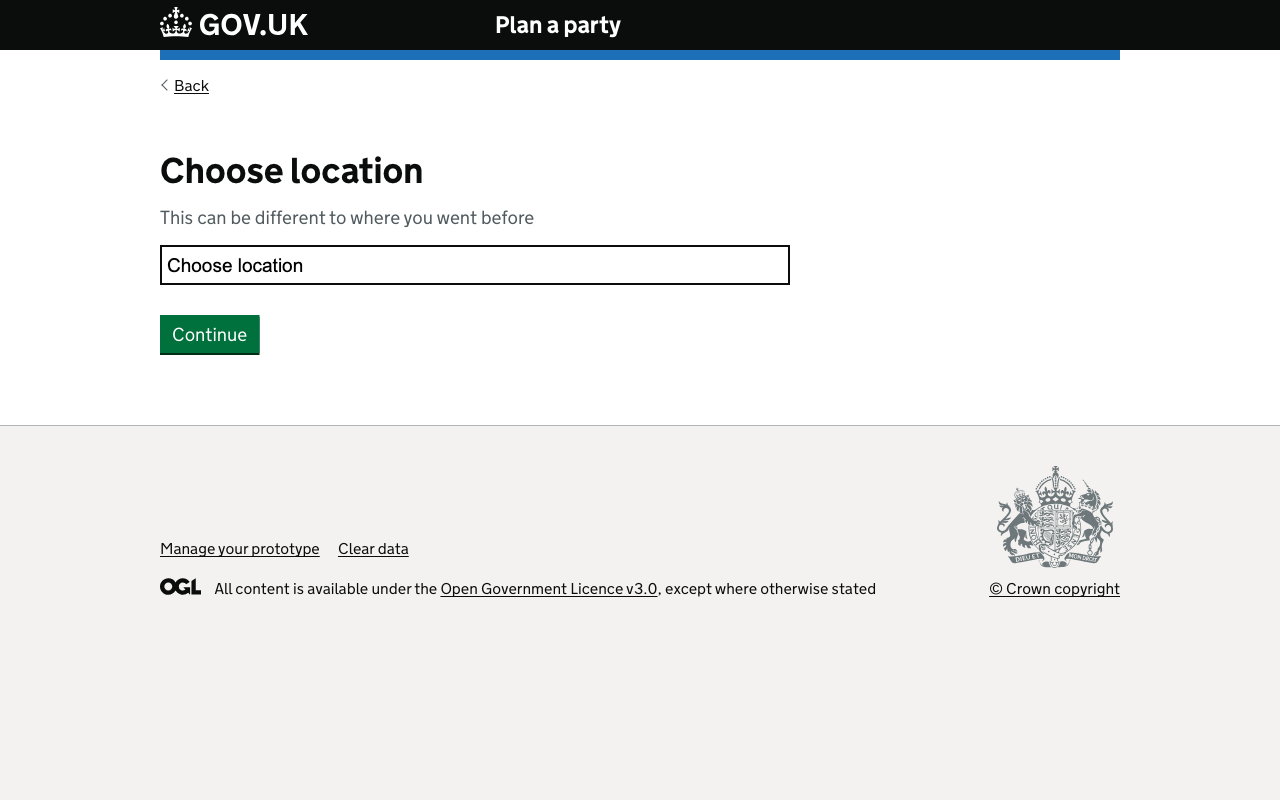 GOV.UK
Plan a party
Back
Choose location
This can be different to where you went before
Choose location
Continue
Manage your prototype Clear data
OGL All content is available under the Open Government Licence v3.0, except where otherwise stated
© Crown copyright